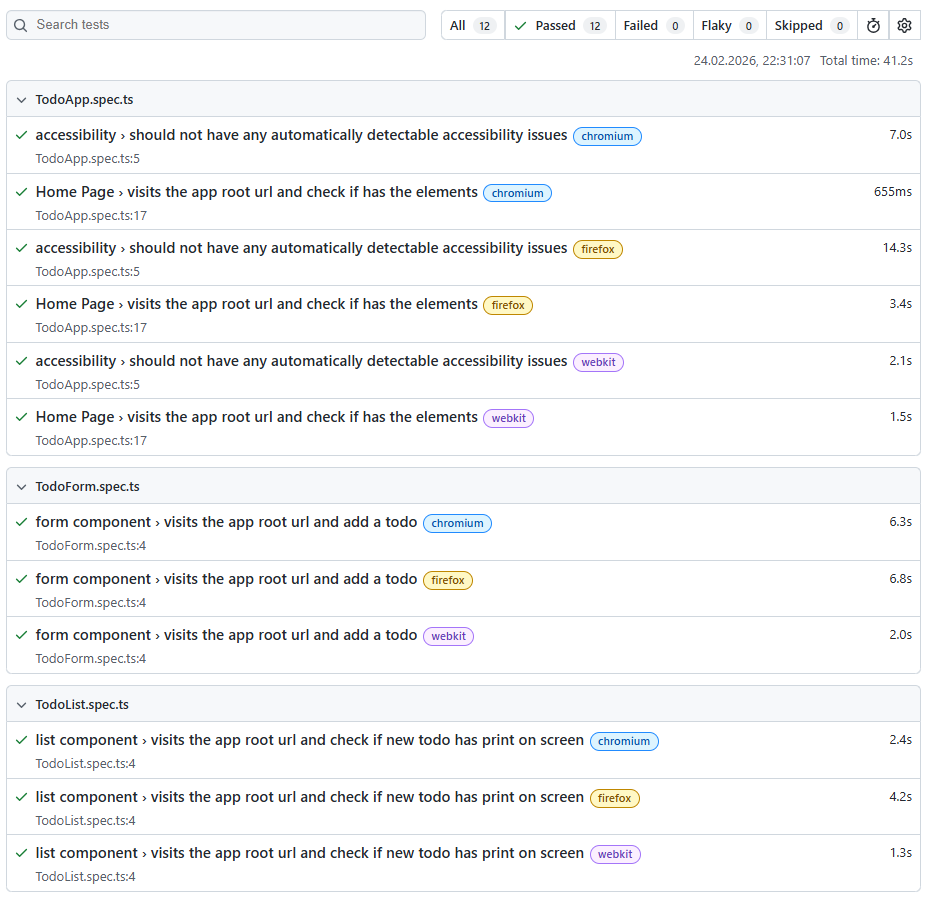 Search tests
All 12 Passed 12 Failed 0 Flaky 0 Skipped 0
24.02.2026, 22:31:07 Total time: 41.2s
TodoApp.spec.ts
accessibility › should not have any automatically detectable accessibility issues chromium 7.0s
TodoApp.spec.ts:5
Home Page › visits the app root url and check if has the elements chromium 655ms
TodoApp.spec.ts:17
accessibility › should not have any automatically detectable accessibility issues firefox 14.3s
TodoApp.spec.ts:5
Home Page › visits the app root url and check if has the elements firefox 3.4s
TodoApp.spec.ts:17
accessibility › should not have any automatically detectable accessibility issues webkit 2.1s
TodoApp.spec.ts:5
Home Page › visits the app root url and check if has the elements webkit 1.5s
TodoApp.spec.ts:17
TodoForm.spec.ts
form component › visits the app root url and add a todo chromium 6.3s
TodoForm.spec.ts:4
form component › visits the app root url and add a todo firefox 6.8s
TodoForm.spec.ts:4
form component › visits the app root url and add a todo webkit 2.0s
TodoForm.spec.ts:4
TodoList.spec.ts
list component › visits the app root url and check if new todo has print on screen chromium 2.4s
TodoList.spec.ts:4
list component › visits the app root url and check if new todo has print on screen firefox 4.2s
TodoList.spec.ts:4
list component › visits the app root url and check if new todo has print on screen webkit 1.3s
TodoList.spec.ts:4